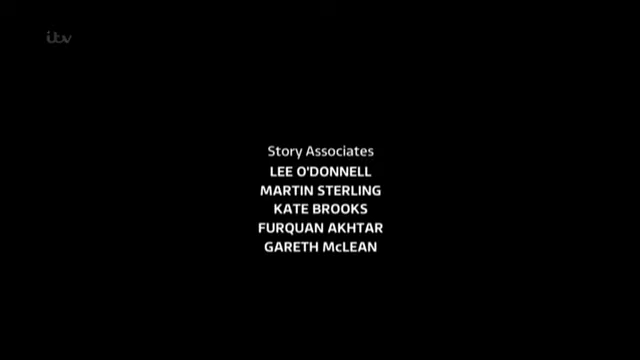 itv
Story Associates
LEE O'DONNELL
MARTIN STERLING
KATE BROOKS
FURQUAN AKHTAR
GARETH McLEAN